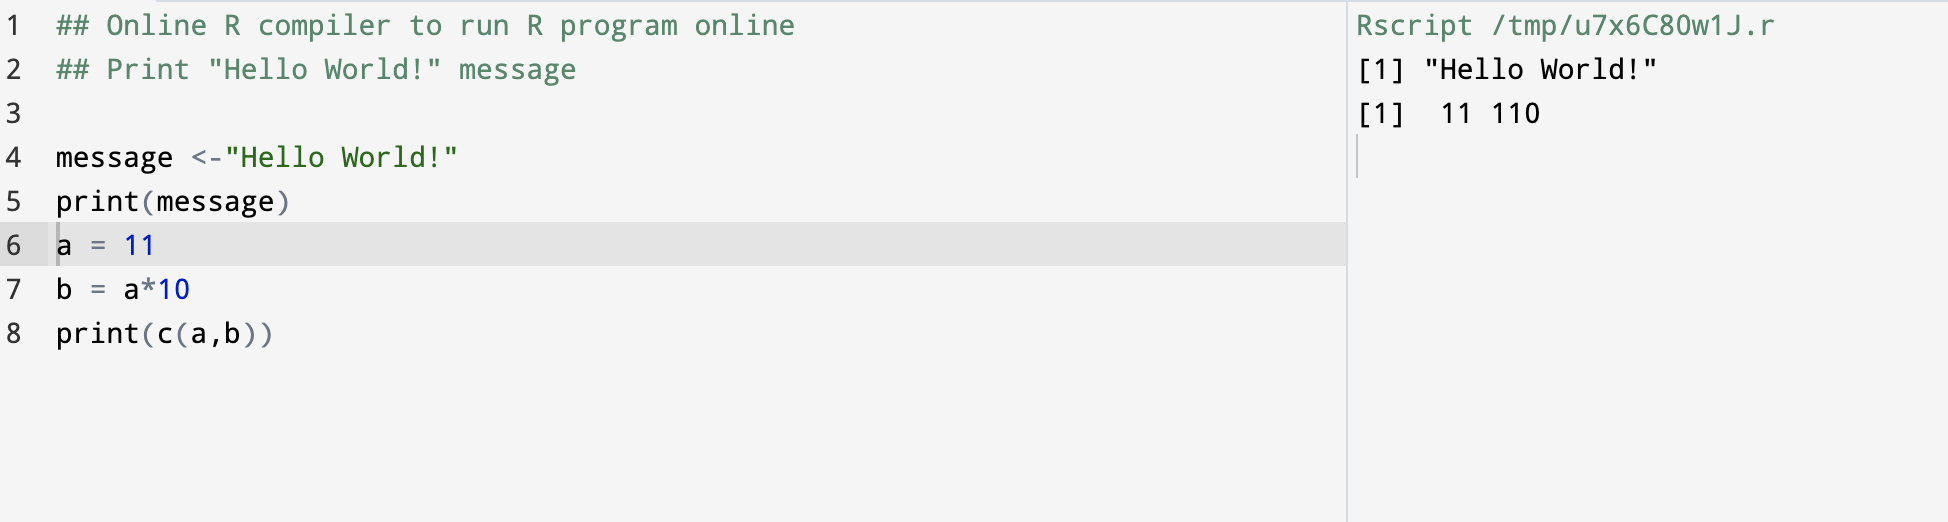 1 ## Online R compiler to run R program online
2 ## Print "Hello World!" message
3
4 message <-"Hello World!"
5 print(message)
6 a = 11
7 b = a*10
8 print(c(a,b))
Rscript /tmp/u7x6C80w1J.r
[1] "Hello World!"
[1]  11 110